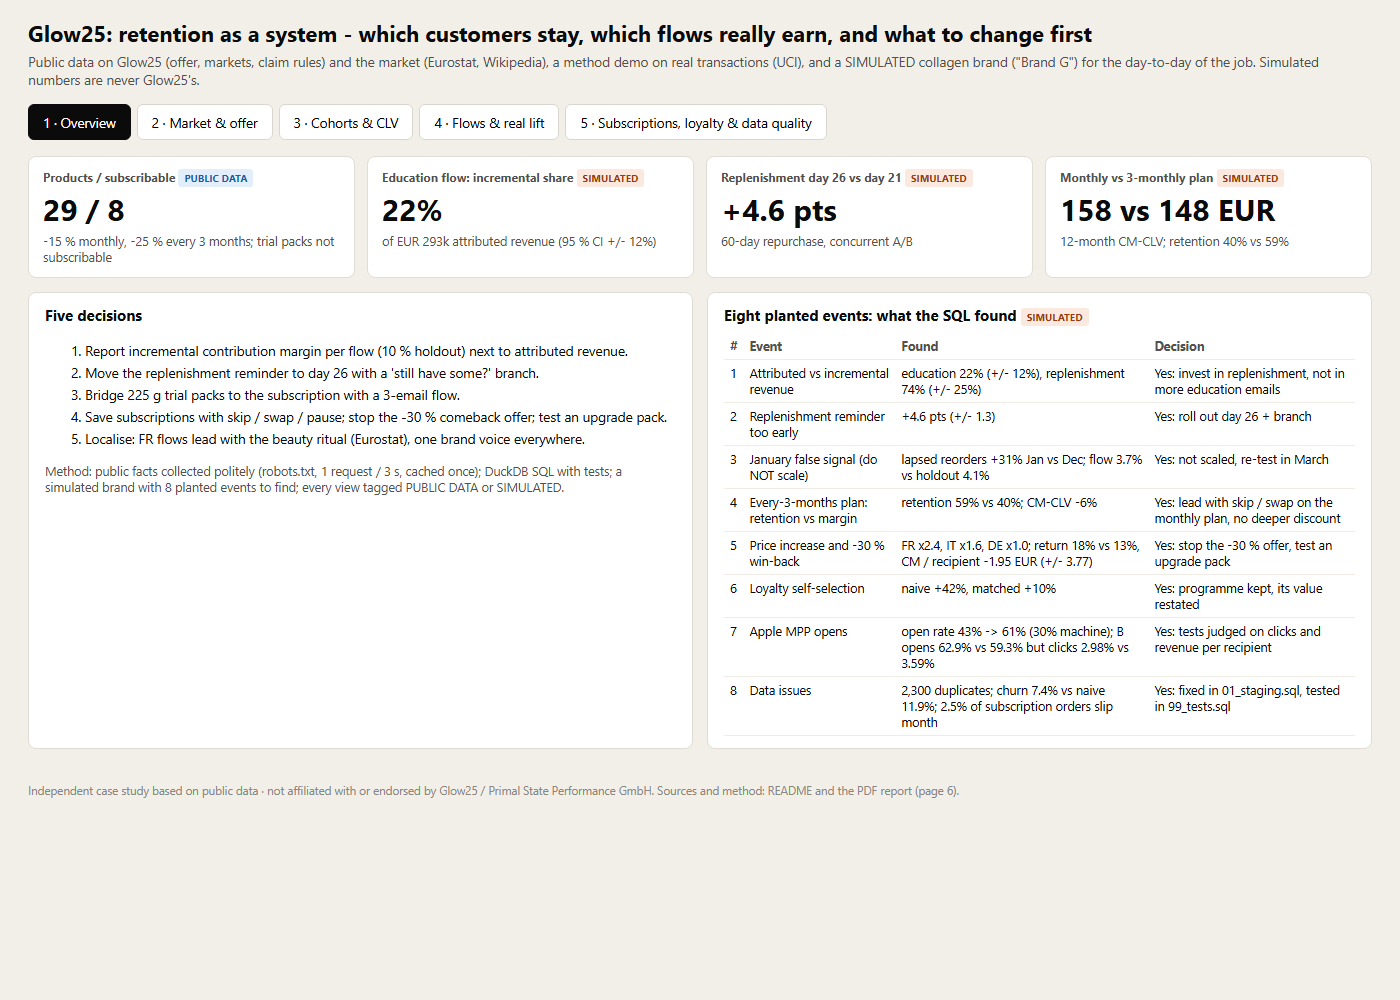 Glow25: retention as a system - which customers stay, which flows really earn, and what to change first
Public data on Glow25 (offer, markets, claim rules) and the market (Eurostat, Wikipedia), a method demo on real transactions (UCI), and a SIMULATED collagen brand ("Brand G") for the day-to-day of the job. Simulated
numbers are never Glow25's.
1 · Overview
2 · Market & offer
3 · Cohorts & CLV
4 · Flows & real lift
5 · Subscriptions, loyalty & data quality
Products / subscribable PUBLIC DATA
29 / 8
-15 % monthly, -25 % every 3 months; trial packs not
subscribable
Education flow: incremental share SIMULATED
22%
of EUR 293k attributed revenue (95 % CI +/- 12%)
Replenishment day 26 vs day 21 SIMULATED
+4.6 pts
60-day repurchase, concurrent A/B
Monthly vs 3-monthly plan SIMULATED
158 vs 148 EUR
12-month CM-CLV; retention 40% vs 59%
Five decisions
1. Report incremental contribution margin per flow (10 % holdout) next to attributed revenue.
2. Move the replenishment reminder to day 26 with a 'still have some?' branch.
3. Bridge 225 g trial packs to the subscription with a 3-email flow.
4. Save subscriptions with skip / swap / pause; stop the -30 % comeback offer; test an upgrade pack.
5. Localise: FR flows lead with the beauty ritual (Eurostat), one brand voice everywhere.
Method: public facts collected politely (robots.txt, 1 request / 3 s, cached once); DuckDB SQL with tests; a
simulated brand with 8 planted events to find; every view tagged PUBLIC DATA or SIMULATED.
Eight planted events: what the SQL found SIMULATED
# Event Found Decision
1 Attributed vs incremental education 22% (+/- 12%), replenishment Yes: invest in replenishment, not in
revenue 74% (+/- 25%) more education emails
2 Replenishment reminder +4.6 pts (+/- 1.3) Yes: roll out day 26 + branch
too early
3 January false signal (do lapsed reorders +31% Jan vs Dec; flow 3.7% Yes: not scaled, re-test in March
NOT scale) vs holdout 4.1%
4 Every-3-months plan: retention 59% vs 40%; CM-CLV -6% Yes: lead with skip / swap on the
retention vs margin monthly plan, no deeper discount
5 Price increase and -30 % FR x2.4, IT x1.6, DE x1.0; return 18% vs 13%, Yes: stop the -30 % offer, test an
win-back CM / recipient -1.95 EUR (+/- 3.77) upgrade pack
6 Loyalty self-selection naive +42%, matched +10% Yes: programme kept, its value
restated
7 Apple MPP opens open rate 43% -> 61% (30% machine); B Yes: tests judged on clicks and
opens 62.9% vs 59.3% but clicks 2.98% vs revenue per recipient
3.59%
8 Data issues 2,300 duplicates; churn 7.4% vs naive Yes: fixed in 01_staging.sql, tested
11.9%; 2.5% of subscription orders slip in 99_tests.sql
month
Independent case study based on public data · not affiliated with or endorsed by Glow25 / Primal State Performance GmbH. Sources and method: README and the PDF report (page 6).